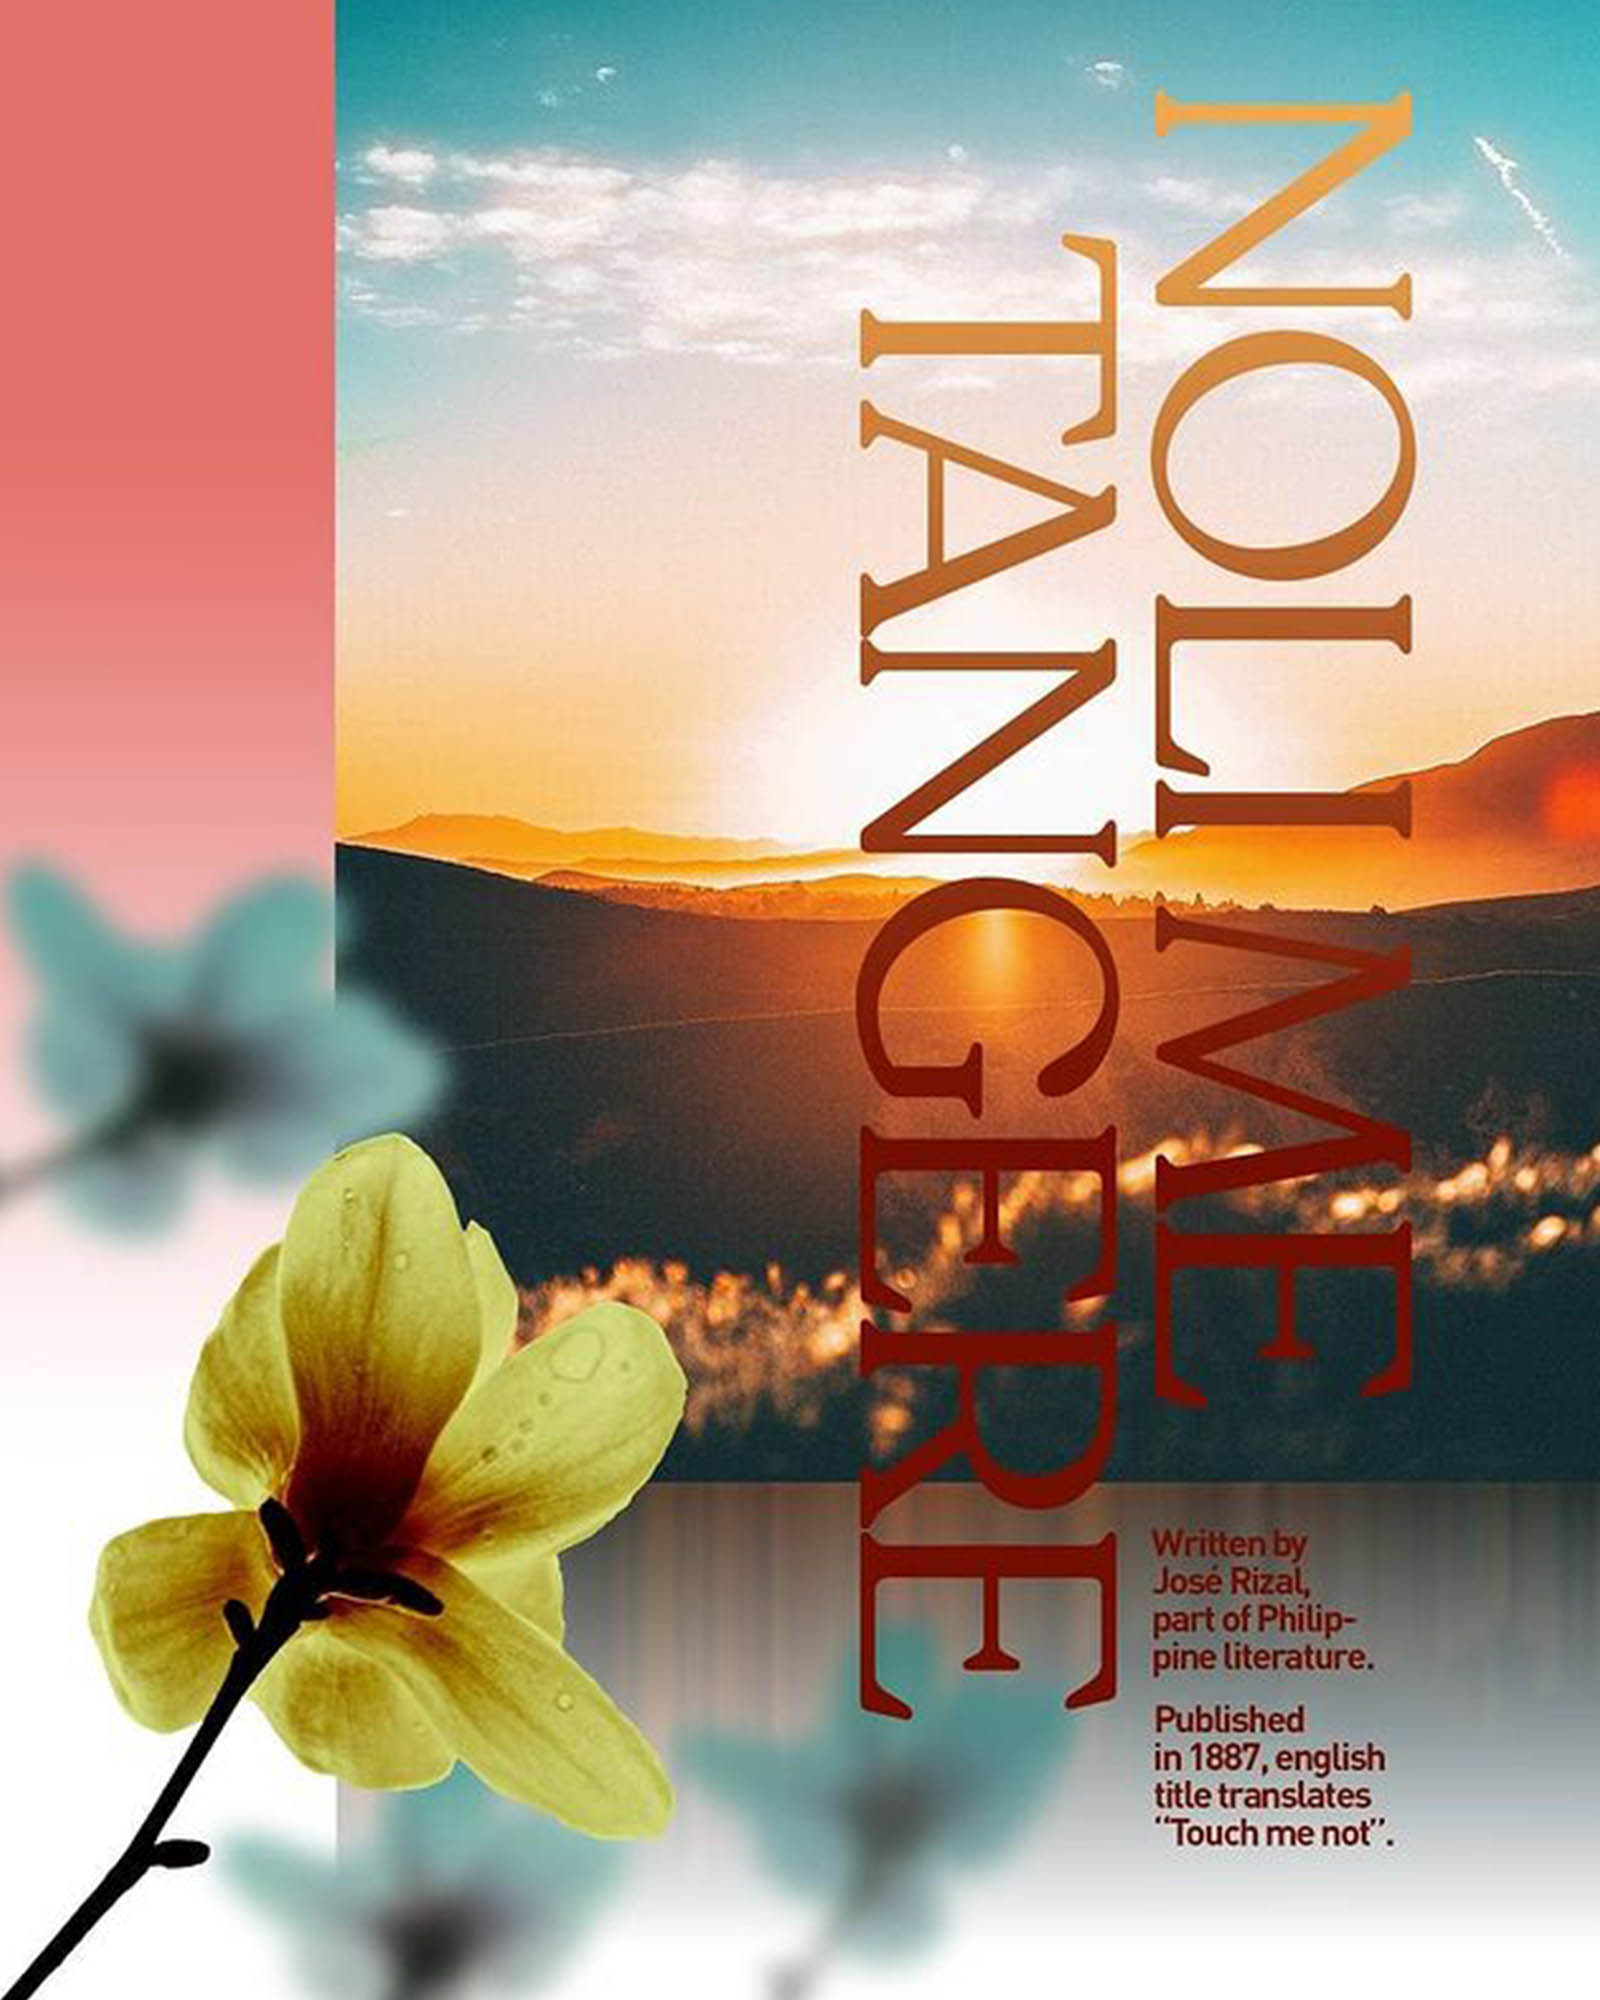 NOLI ME
TANGERE
Written by
José Rizal,
part of Philip-
pine literature.
Published
in 1887, english
title translates
“Touch me not”.